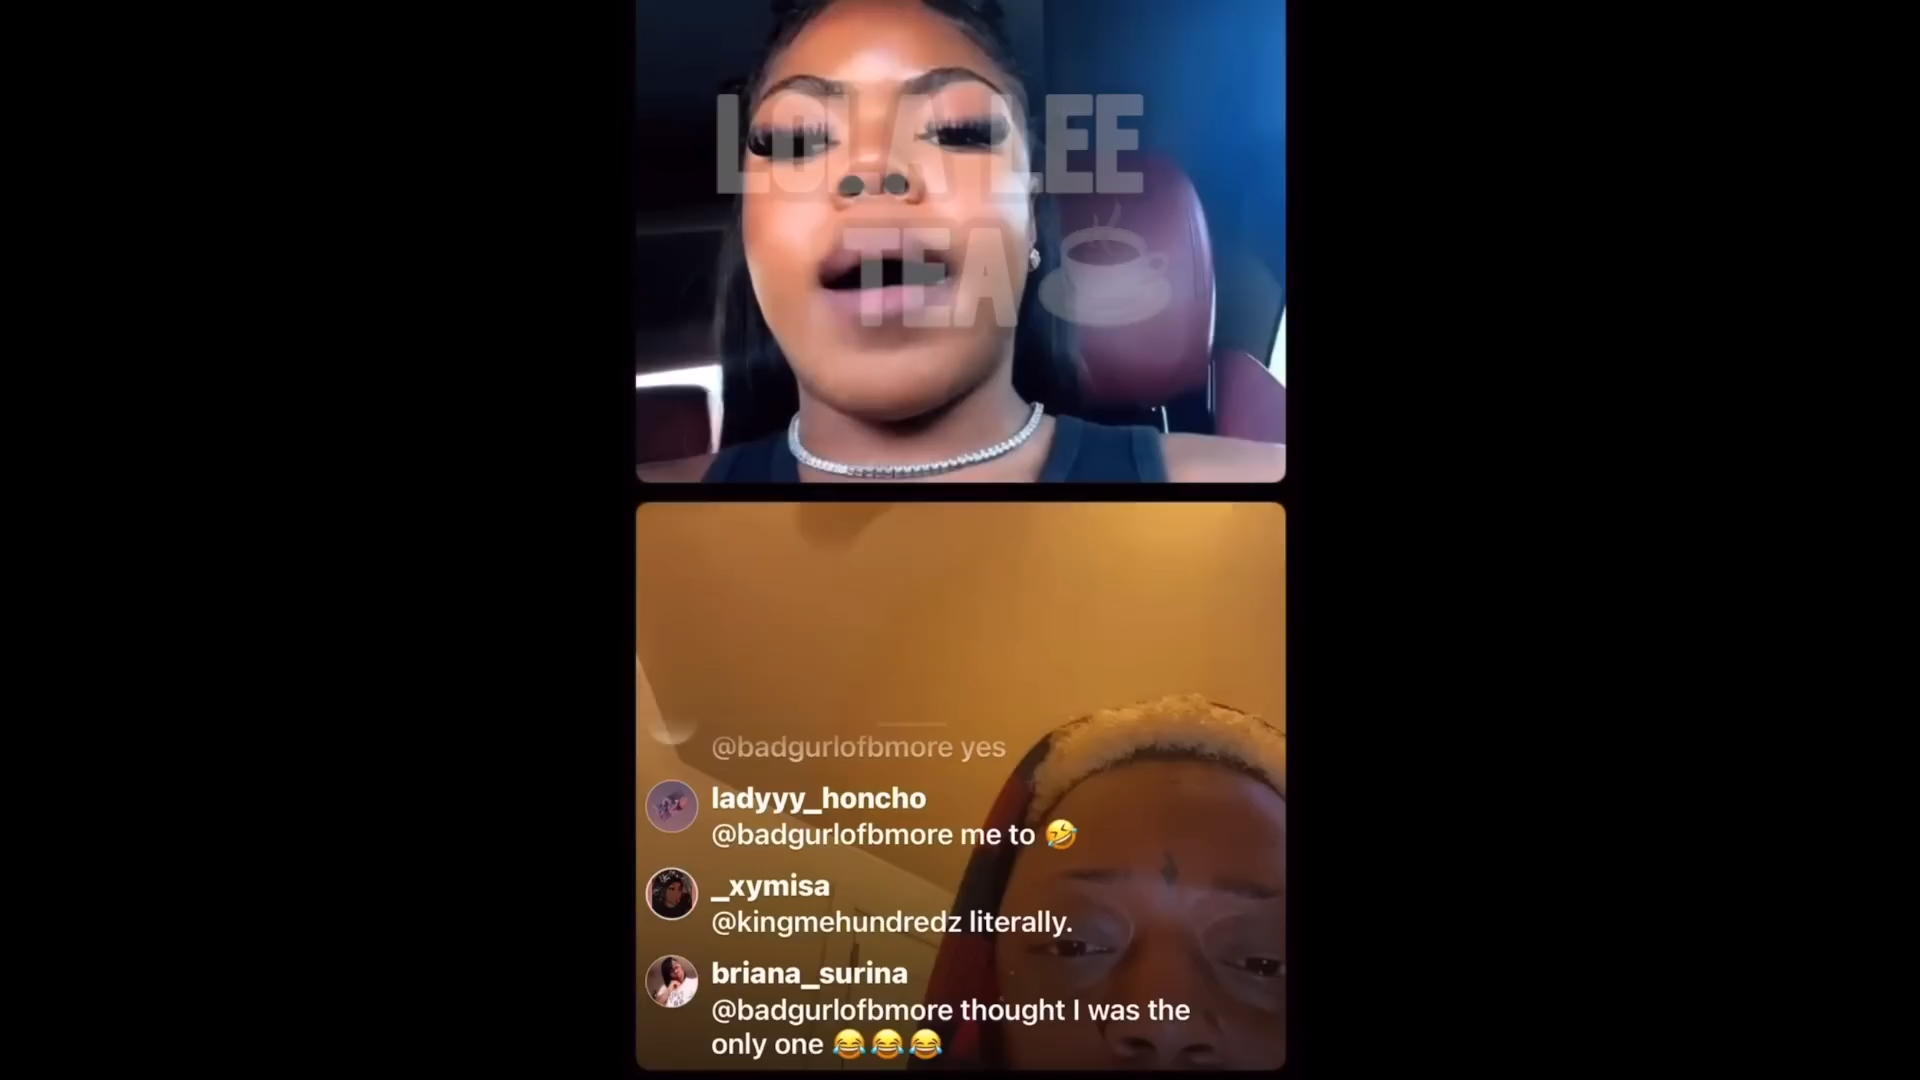 LOLA LEE
TEA
@badgurlofbmore yes
ladyyy_honcho
@badgurlofbmore me to 🤣
_xymisa
@kingmehundredz literally.
briana_surina
@badgurlofbmore thought I was the
only one 😂😂😂